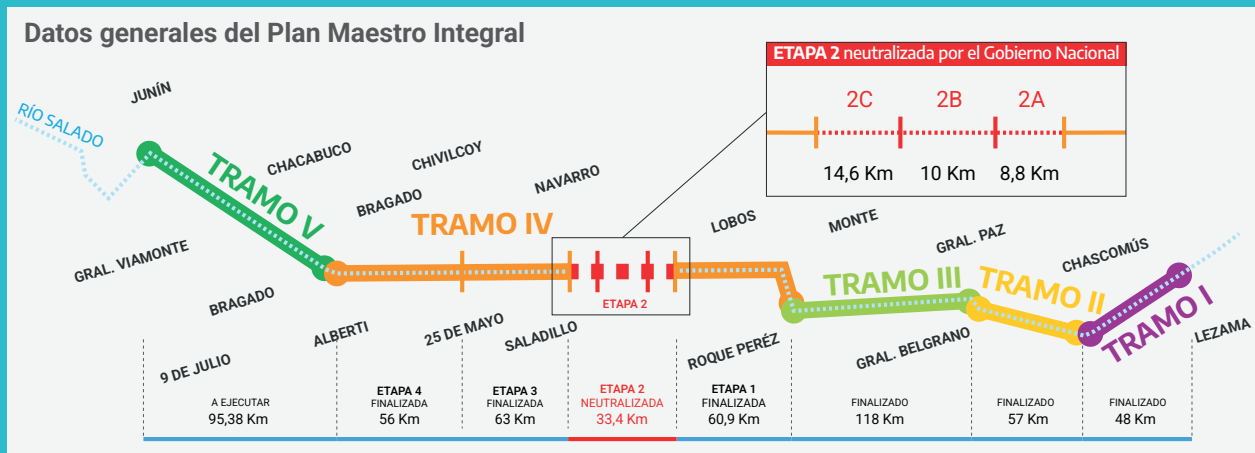 Datos generales del Plan Maestro Integral
ETAPA 2 neutralizada por el Gobierno Nacional
2C
2B
2A
14,6 Km
10 Km
8,8 Km
JUNÍN
RÍO SALADO
CHACABUCO
CHIVILCOY
BRAGADO
NAVARRO
LOBOS
MONTE
GRAL. PAZ
CHASCOMÚS
TRAMO V
TRAMO IV
TRAMO III
TRAMO II
TRAMO I
ETAPA 2
GRAL. VIAMONTE
BRAGADO
9 DE JULIO
ALBERTI
25 DE MAYO
SALADILLO
ROQUE PERÉZ
GRAL. BELGRANO
LEZAMA
A EJECUTAR
95,38 Km
ETAPA 4
FINALIZADA
56 Km
ETAPA 3
FINALIZADA
63 Km
ETAPA 2
NEUTRALIZADA
33,4 Km
ETAPA 1
FINALIZADA
60,9 Km
FINALIZADO
118 Km
FINALIZADO
57 Km
FINALIZADO
48 Km